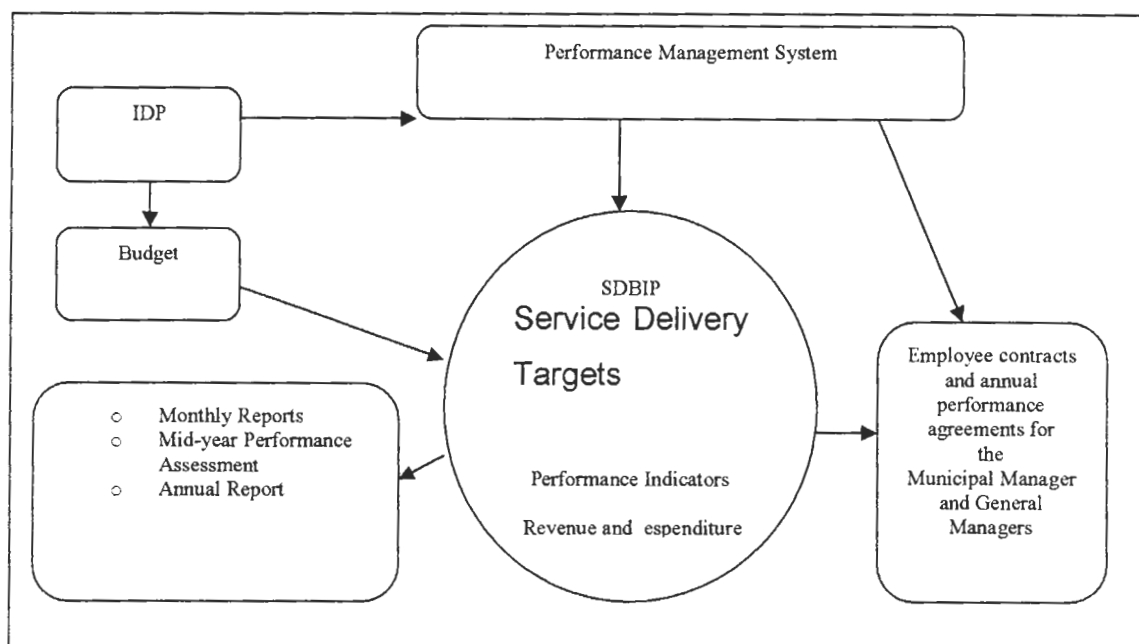 Performance Management System
IDP
Budget
SDBIP
Service Delivery
Targets
Performance Indicators
Revenue and espenditure
○ Monthly Reports
○ Mid-year Performance
Assessment
○ Annual Report
Employee contracts
and annual
performance
agreements for
the
Municipal Manager
and General
Managers